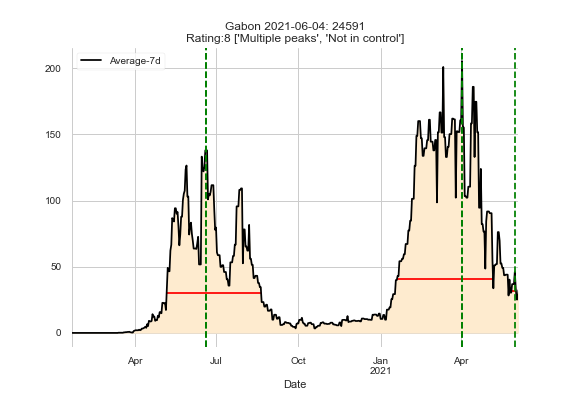 Gabon 2021-06-04: 24591
Rating:8 ['Multiple peaks', 'Not in control']
Average-7d
200
150
100
50
0
Apr Jul Oct Jan Apr
2021
Date